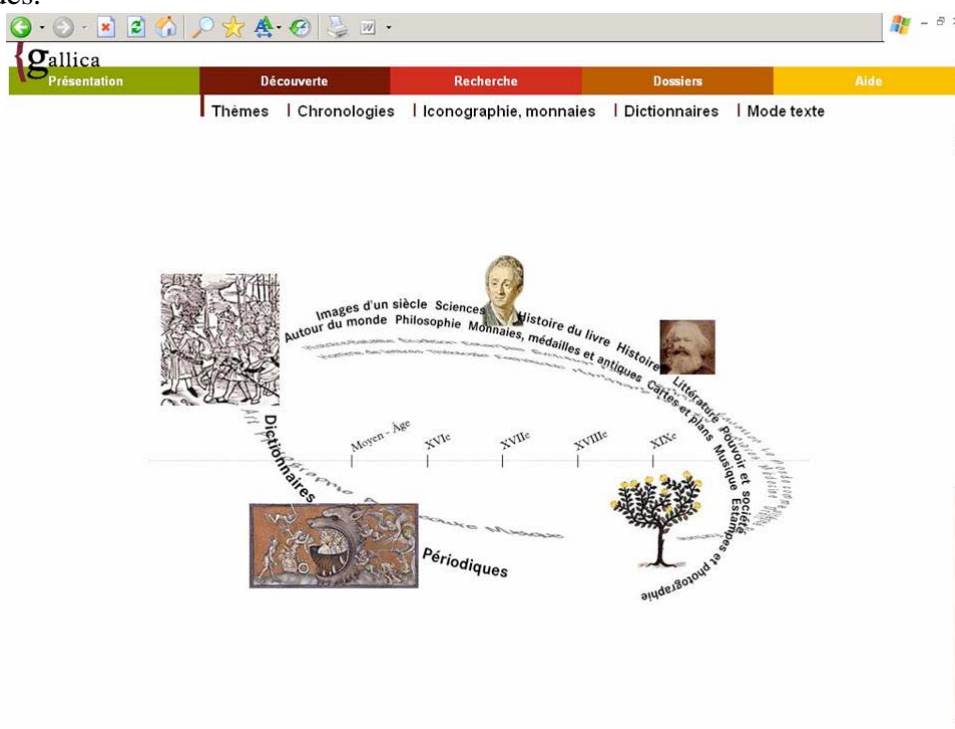 gallica
Présentation Découverte Recherche Dossiers Aide
Thèmes Chronologies Iconographie, monnaies Dictionnaires Mode texte
Images d'un siècle Sciences Histoire du livre Histoire Littérature Pouvoir et société
Autour du monde Philosophie Monnaies, médailles et antiques Cartes et plans Musique Estampes et photographie
Moyen - Âge XVIe XVIIe XVIIIe XIXe
Dictionnaires
Périodiques